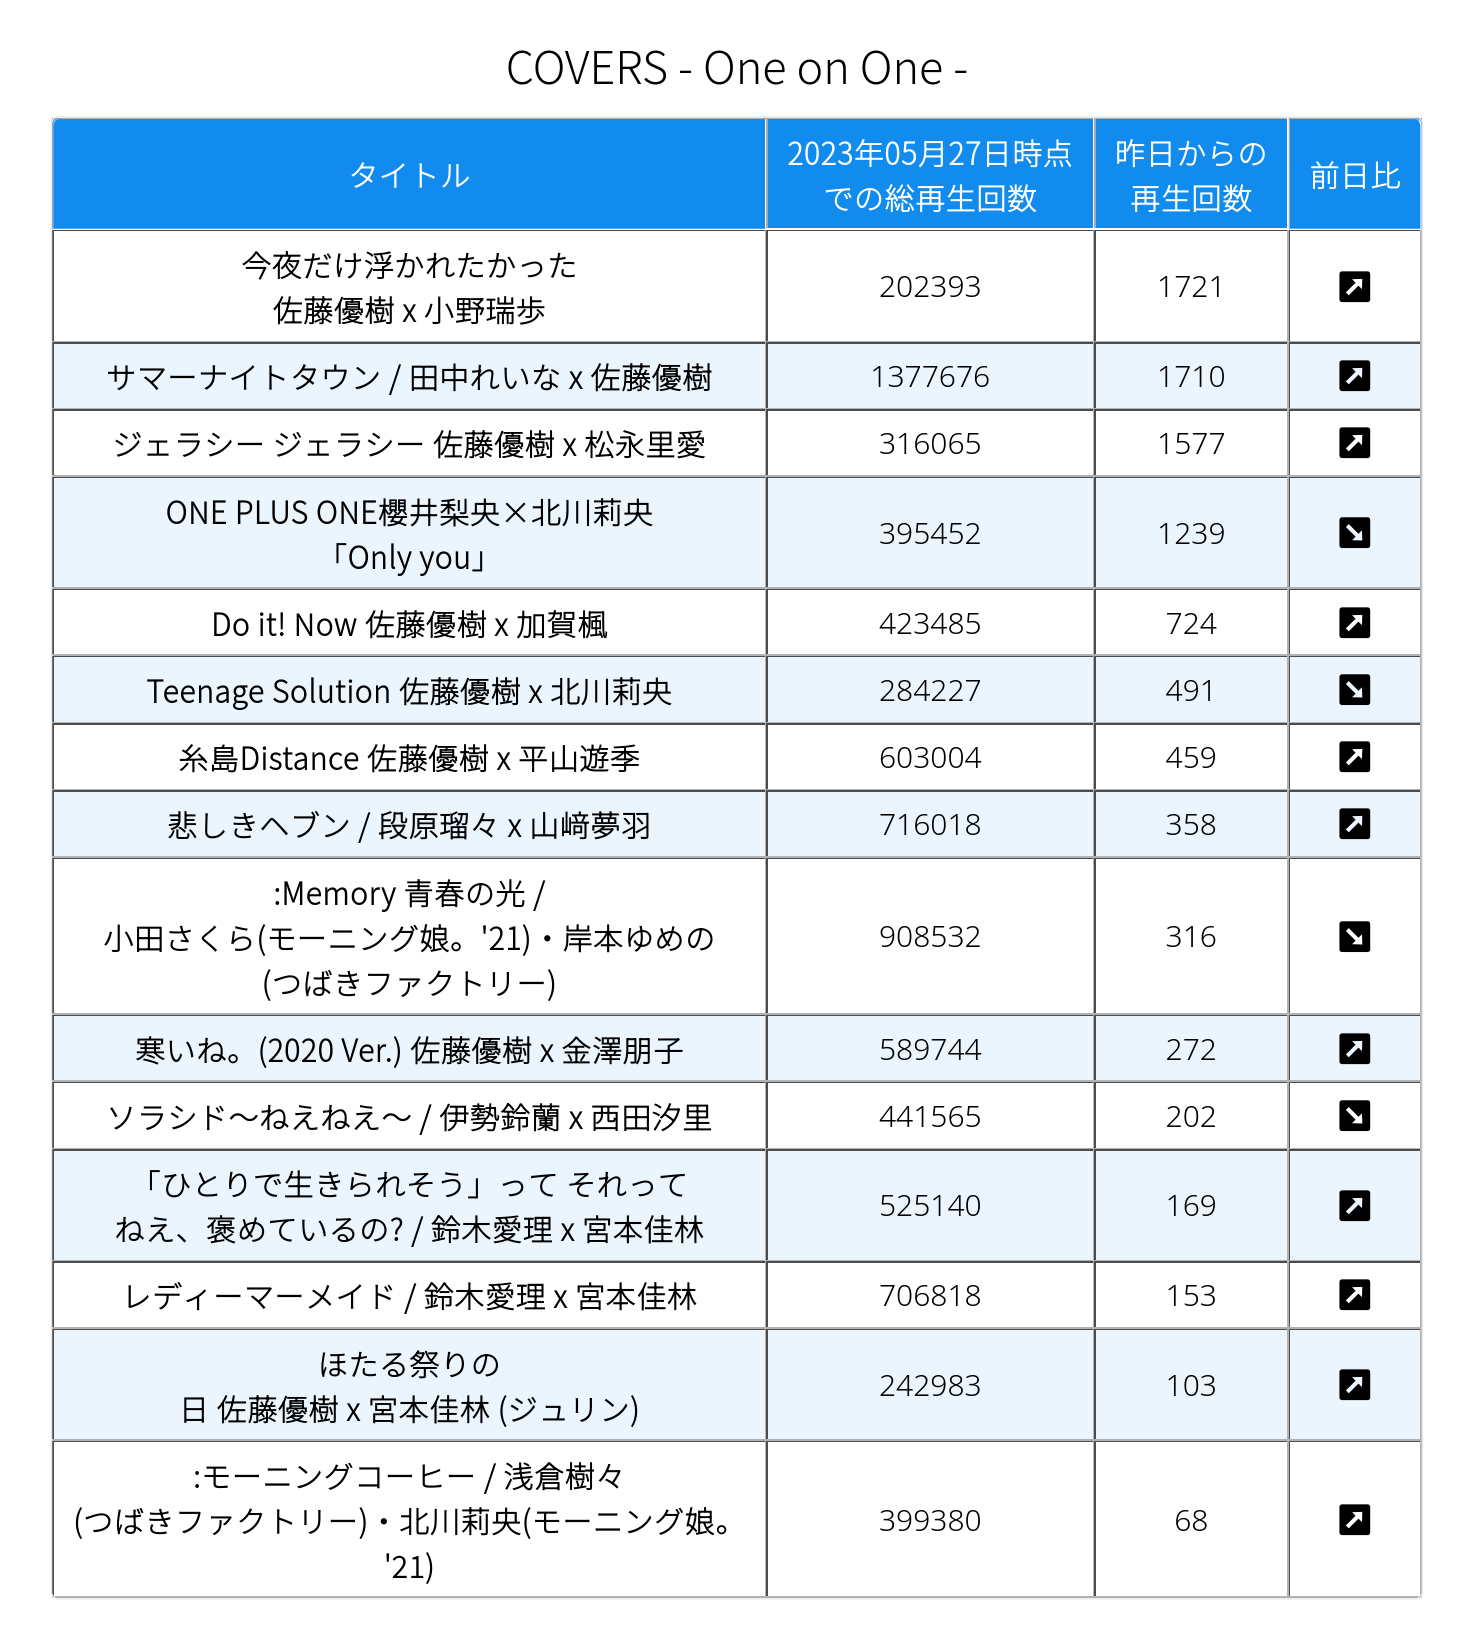 COVERS - One on One -
タイトル
2023年05月27日時点
での総再生回数
昨日からの
再生回数
前日比
今夜だけ浮かれたかった
佐藤優樹 x 小野瑞歩
202393
1721
サマーナイトタウン / 田中れいな x 佐藤優樹
1377676
1710
ジェラシー ジェラシー 佐藤優樹 x 松永里愛
316065
1577
ONE PLUS ONE櫻井梨央×北川莉央
「Only you」
395452
1239
Do it! Now 佐藤優樹 x 加賀楓
423485
724
Teenage Solution 佐藤優樹 x 北川莉央
284227
491
糸島Distance 佐藤優樹 x 平山遊季
603004
459
悲しきヘブン / 段原瑠々 x 山﨑夢羽
716018
358
:Memory 青春の光 /
小田さくら(モーニング娘。'21)・岸本ゆめの
(つばきファクトリー)
908532
316
寒いね。(2020 Ver.) 佐藤優樹 x 金澤朋子
589744
272
ソラシド～ねえねえ～ / 伊勢鈴蘭 x 西田汐里
441565
202
「ひとりで生きられそう」って それって
ねえ、褒めているの? / 鈴木愛理 x 宮本佳林
525140
169
レディーマーメイド / 鈴木愛理 x 宮本佳林
706818
153
ほたる祭りの
日 佐藤優樹 x 宮本佳林 (ジュリン)
242983
103
:モーニングコーヒー / 浅倉樹々
(つばきファクトリー)・北川莉央(モーニング娘。
'21)
399380
68